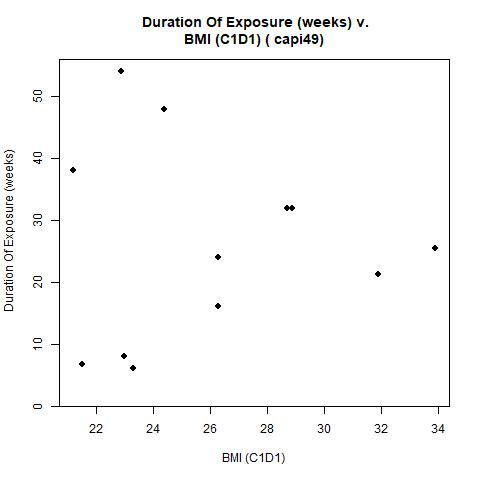 Duration Of Exposure (weeks) v.
BMI (C1D1) ( capi49)
Duration Of Exposure (weeks)
50
40
30
20
10
0
22 24 26 28 30 32 34
BMI (C1D1)